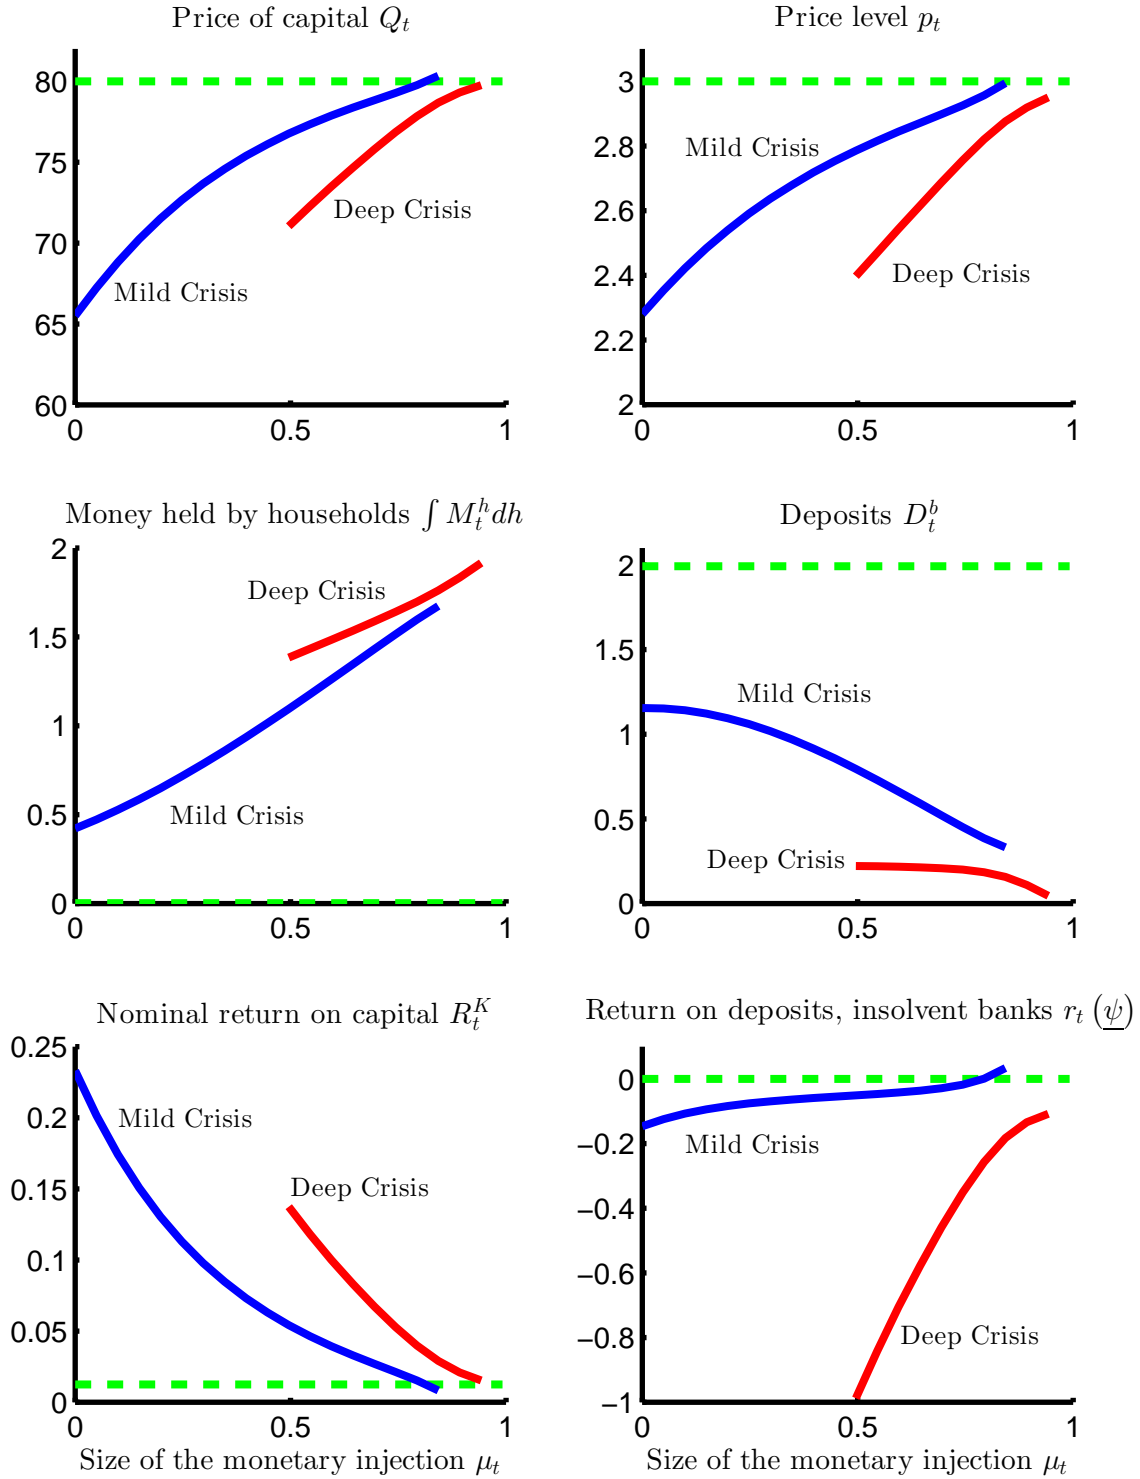 Price of capital Q_t
80
75
70
65
60
0
0.5
1
Mild Crisis
Deep Crisis
Price level p_t
3
2.8
2.6
2.4
2.2
2
0
0.5
1
Mild Crisis
Deep Crisis
Money held by households ∫ M_t^h dh
2
1.5
1
0.5
0
0
0.5
1
Deep Crisis
Mild Crisis
Deposits D_t^b
2
1.5
1
0.5
0
0
0.5
1
Mild Crisis
Deep Crisis
Nominal return on capital R_t^K
0.25
0.2
0.15
0.1
0.05
0
0
0.5
1
Mild Crisis
Deep Crisis
Size of the monetary injection μ_t
Return on deposits, insolvent banks r_t (ψ)
0
−0.2
−0.4
−0.6
−0.8
−1
0
0.5
1
Mild Crisis
Deep Crisis
Size of the monetary injection μ_t